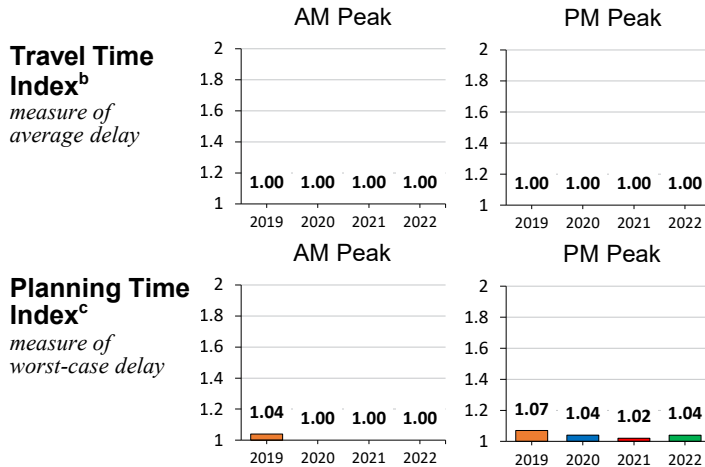 AM Peak
PM Peak
Travel Time
Index^b
measure of
average delay
2
1.8
1.6
1.4
1.2
1
1.00 1.00 1.00 1.00
2019 2020 2021 2022
2
1.8
1.6
1.4
1.2
1
1.00 1.00 1.00 1.00
2019 2020 2021 2022
AM Peak
PM Peak
Planning Time
Index^c
measure of
worst-case delay
2
1.8
1.6
1.4
1.2
1
1.04 1.00 1.00 1.00
2019 2020 2021 2022
2
1.8
1.6
1.4
1.2
1
1.07 1.04 1.02 1.04
2019 2020 2021 2022